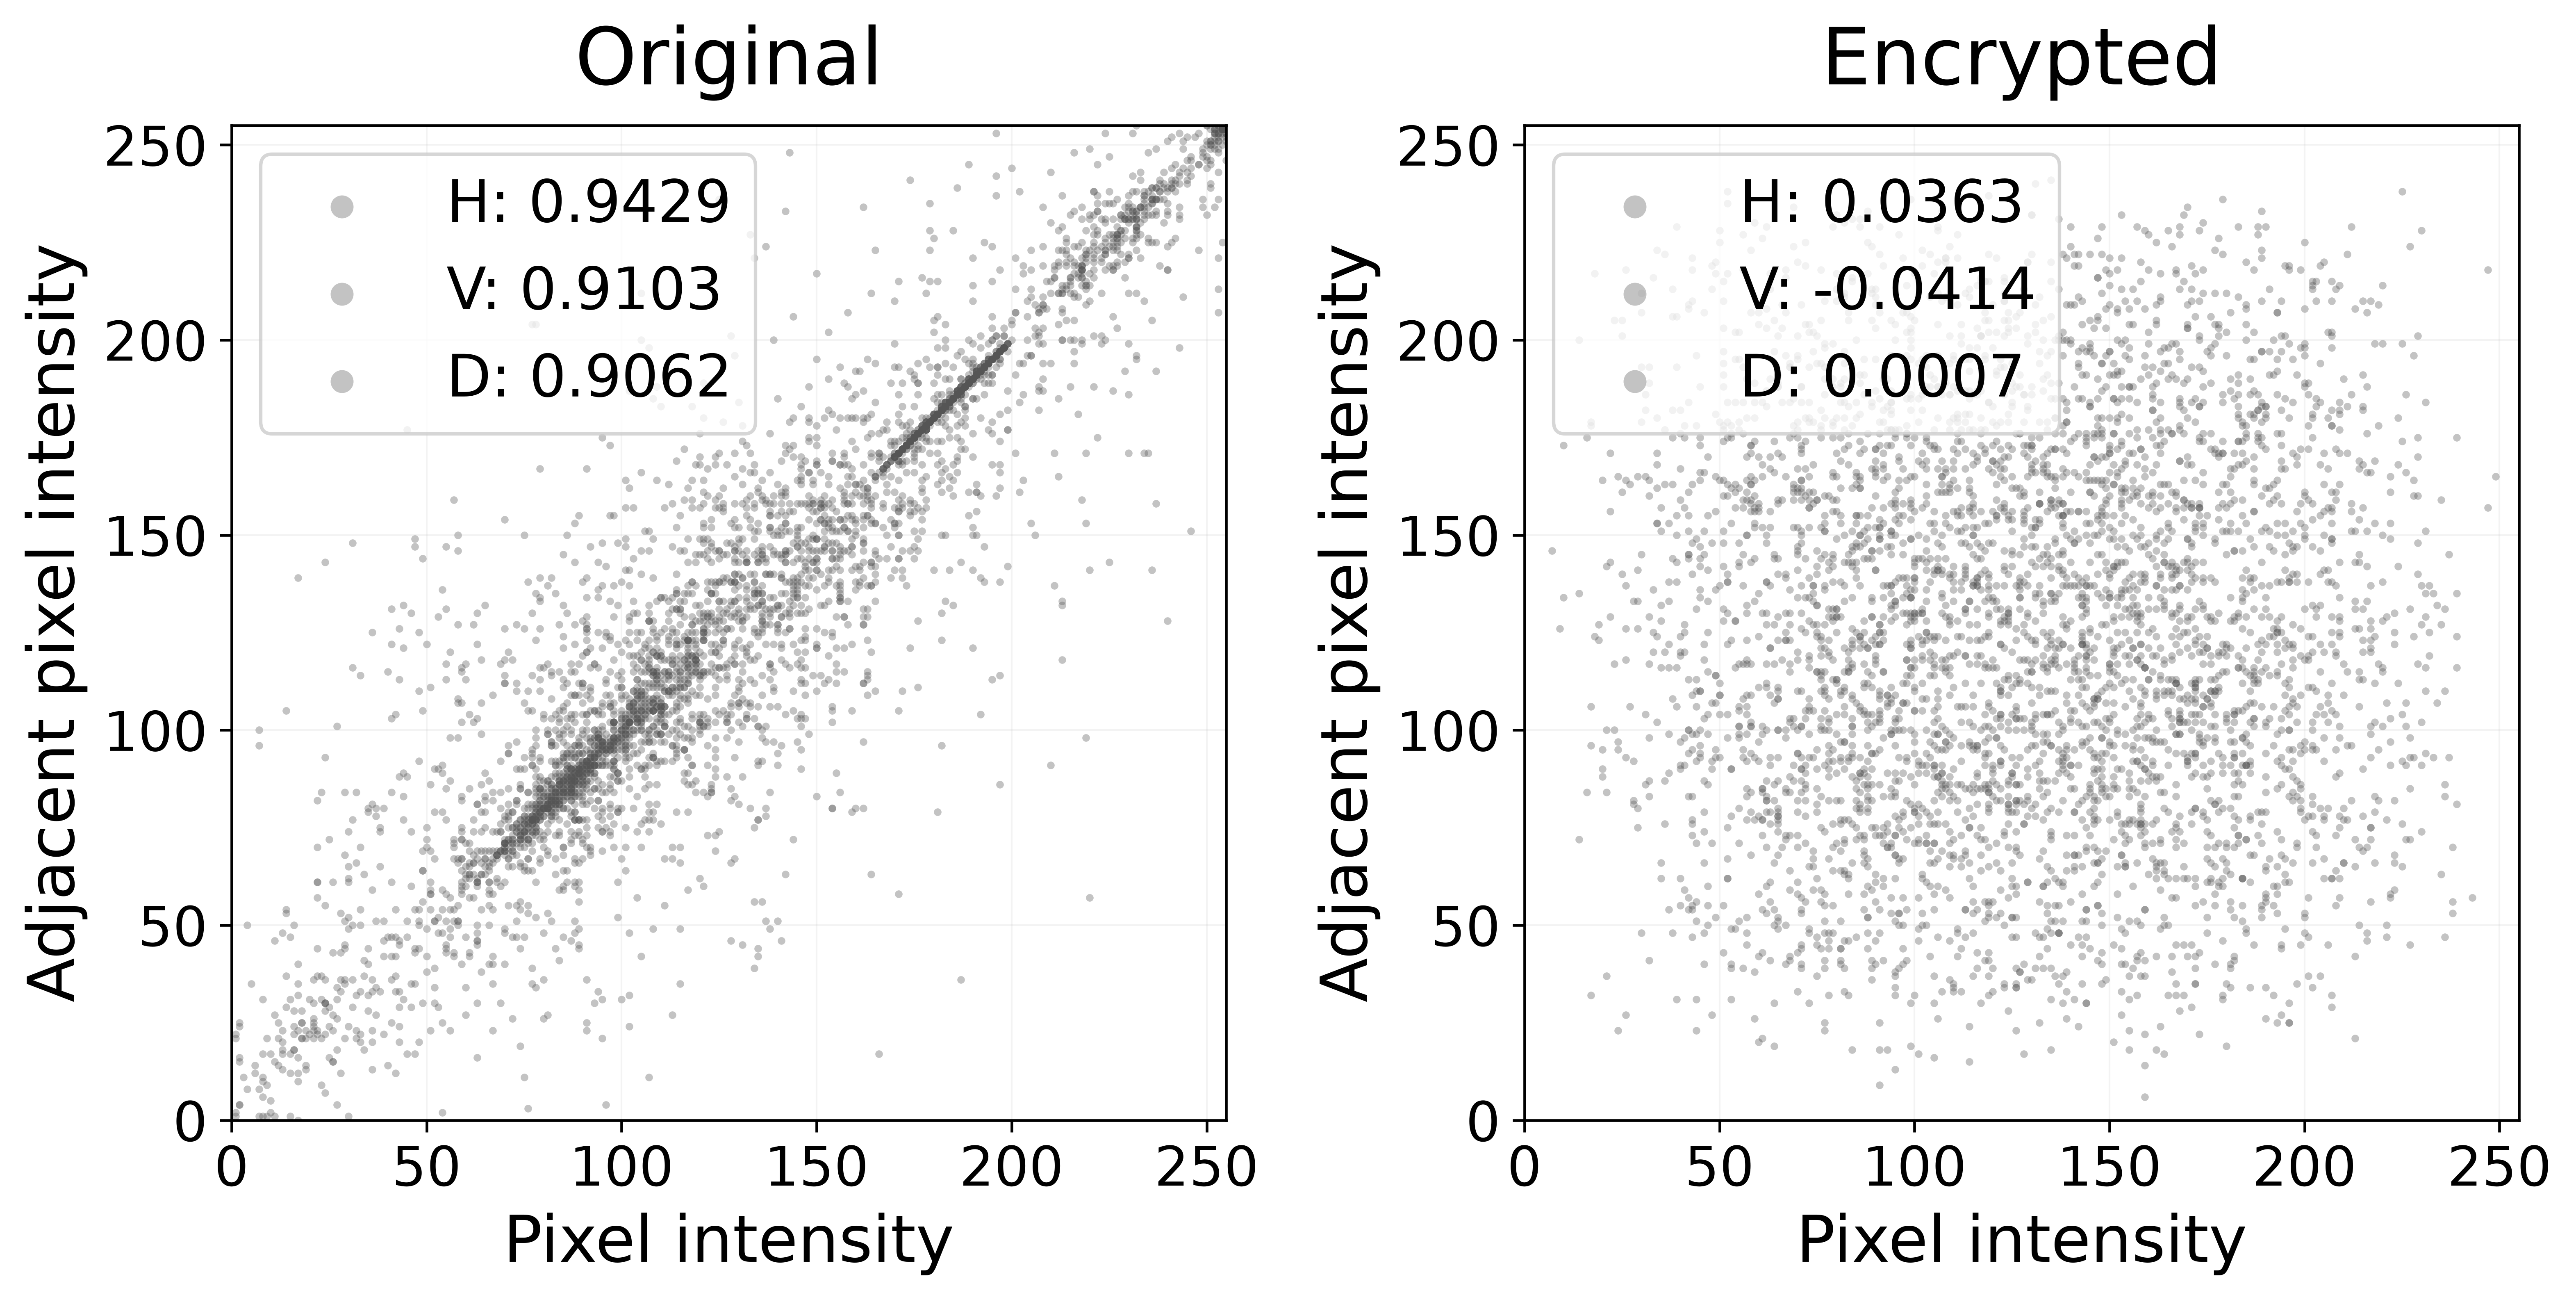 Original
250
200
150
100
50
0
Adjacent pixel intensity
H: 0.9429
V: 0.9103
D: 0.9062
0 50 100 150 200 250
Pixel intensity
Encrypted
250
200
150
100
50
0
Adjacent pixel intensity
H: 0.0363
V: -0.0414
D: 0.0007
0 50 100 150 200 250
Pixel intensity